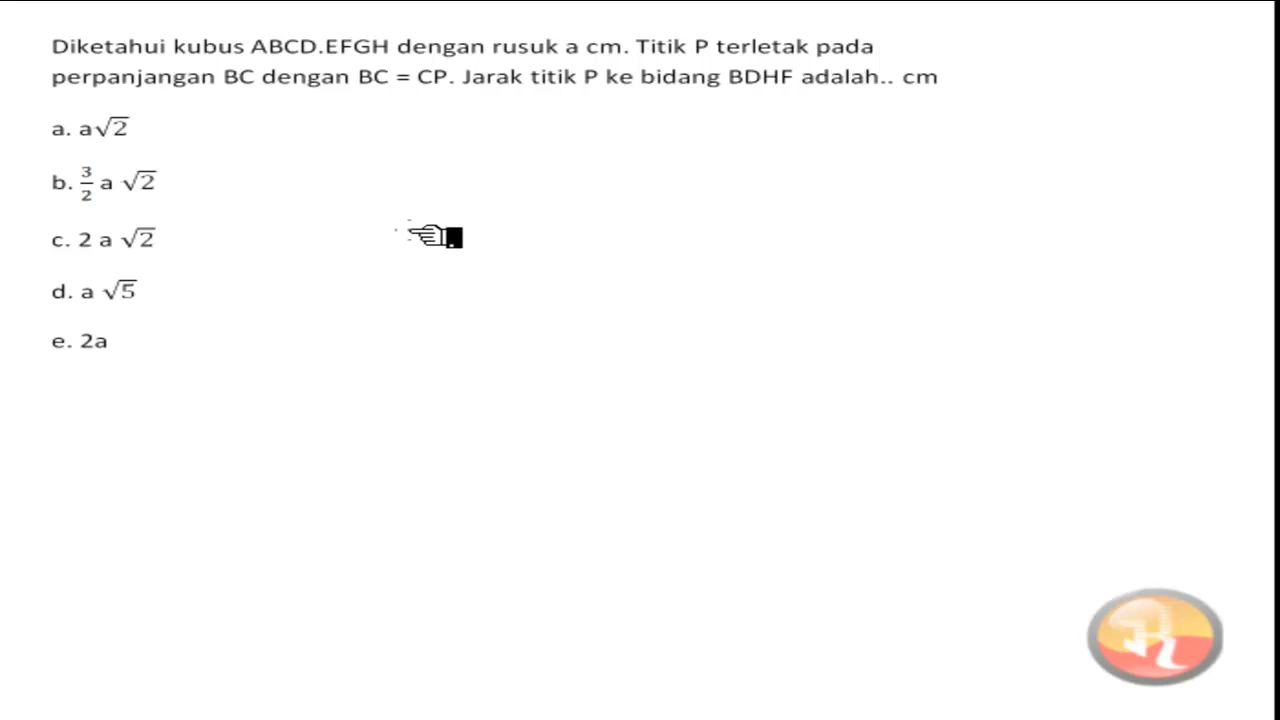 Diketahui kubus ABCD.EFGH dengan rusuk a cm. Titik P terletak pada
perpanjangan BC dengan BC = CP. Jarak titik P ke bidang BDHF adalah.. cm
a. a√2
b. 3/2 a √2
c. 2 a √2
d. a √5
e. 2a